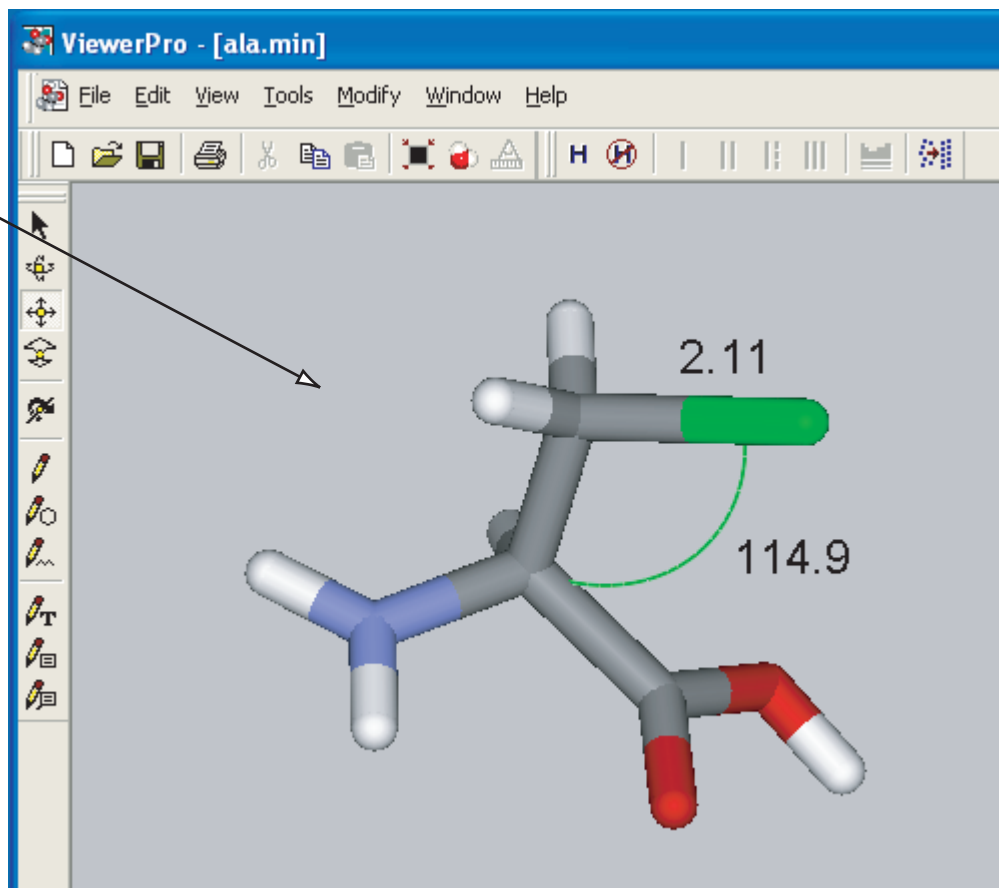 ViewerPro - [ala.min]
File Edit View Tools Modify Window Help
H H
T
2.11
114.9